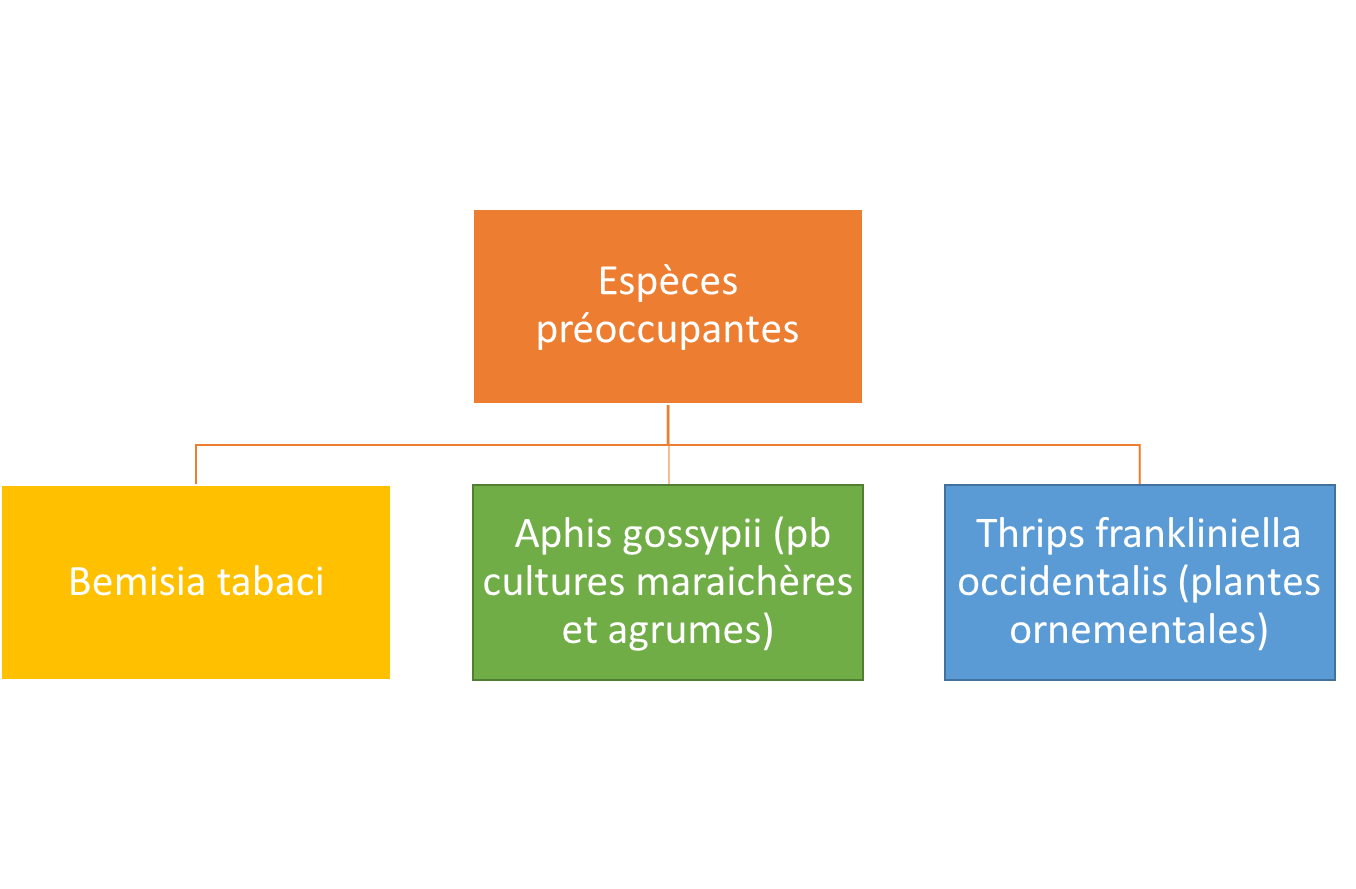 Espèces
préoccupantes
Bemisia tabaci
Aphis gossypii (pb
cultures maraichères
et agrumes)
Thrips frankliniella
occidentalis (plantes
ornementales)